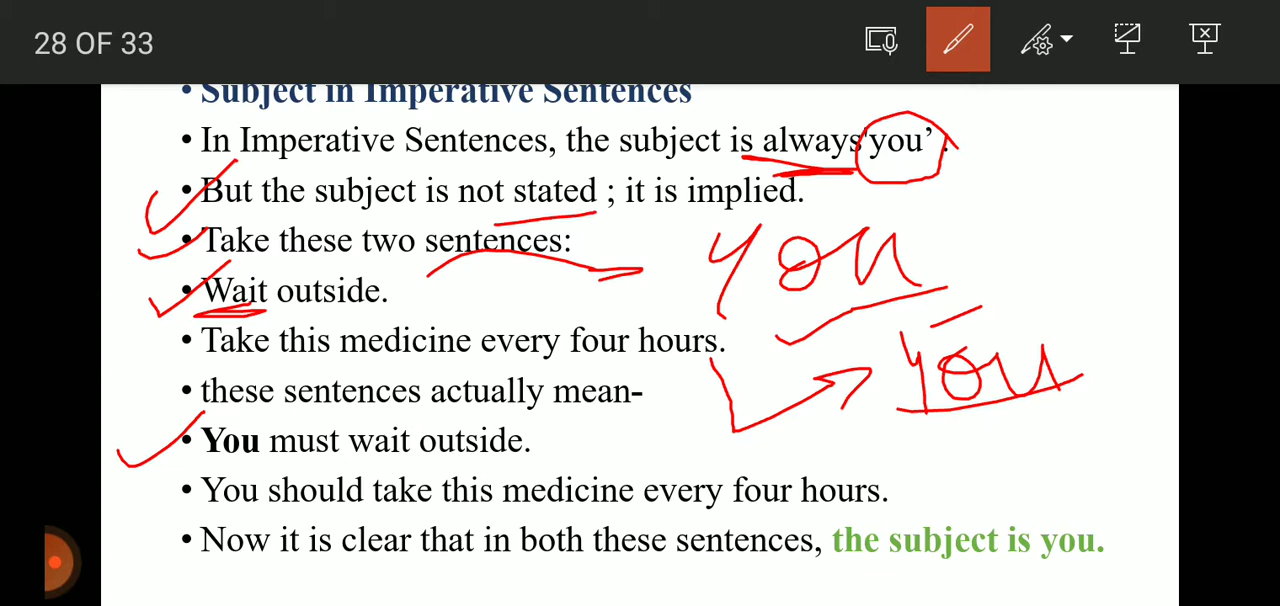 28 OF 33
• Subject in Imperative Sentences
• In Imperative Sentences, the subject is always 'you' .
• But the subject is not stated ; it is implied.
• Take these two sentences:
you
• Wait outside.
• Take this medicine every four hours.
you
• these sentences actually mean-
• You must wait outside.
• You should take this medicine every four hours.
• Now it is clear that in both these sentences, the subject is you.